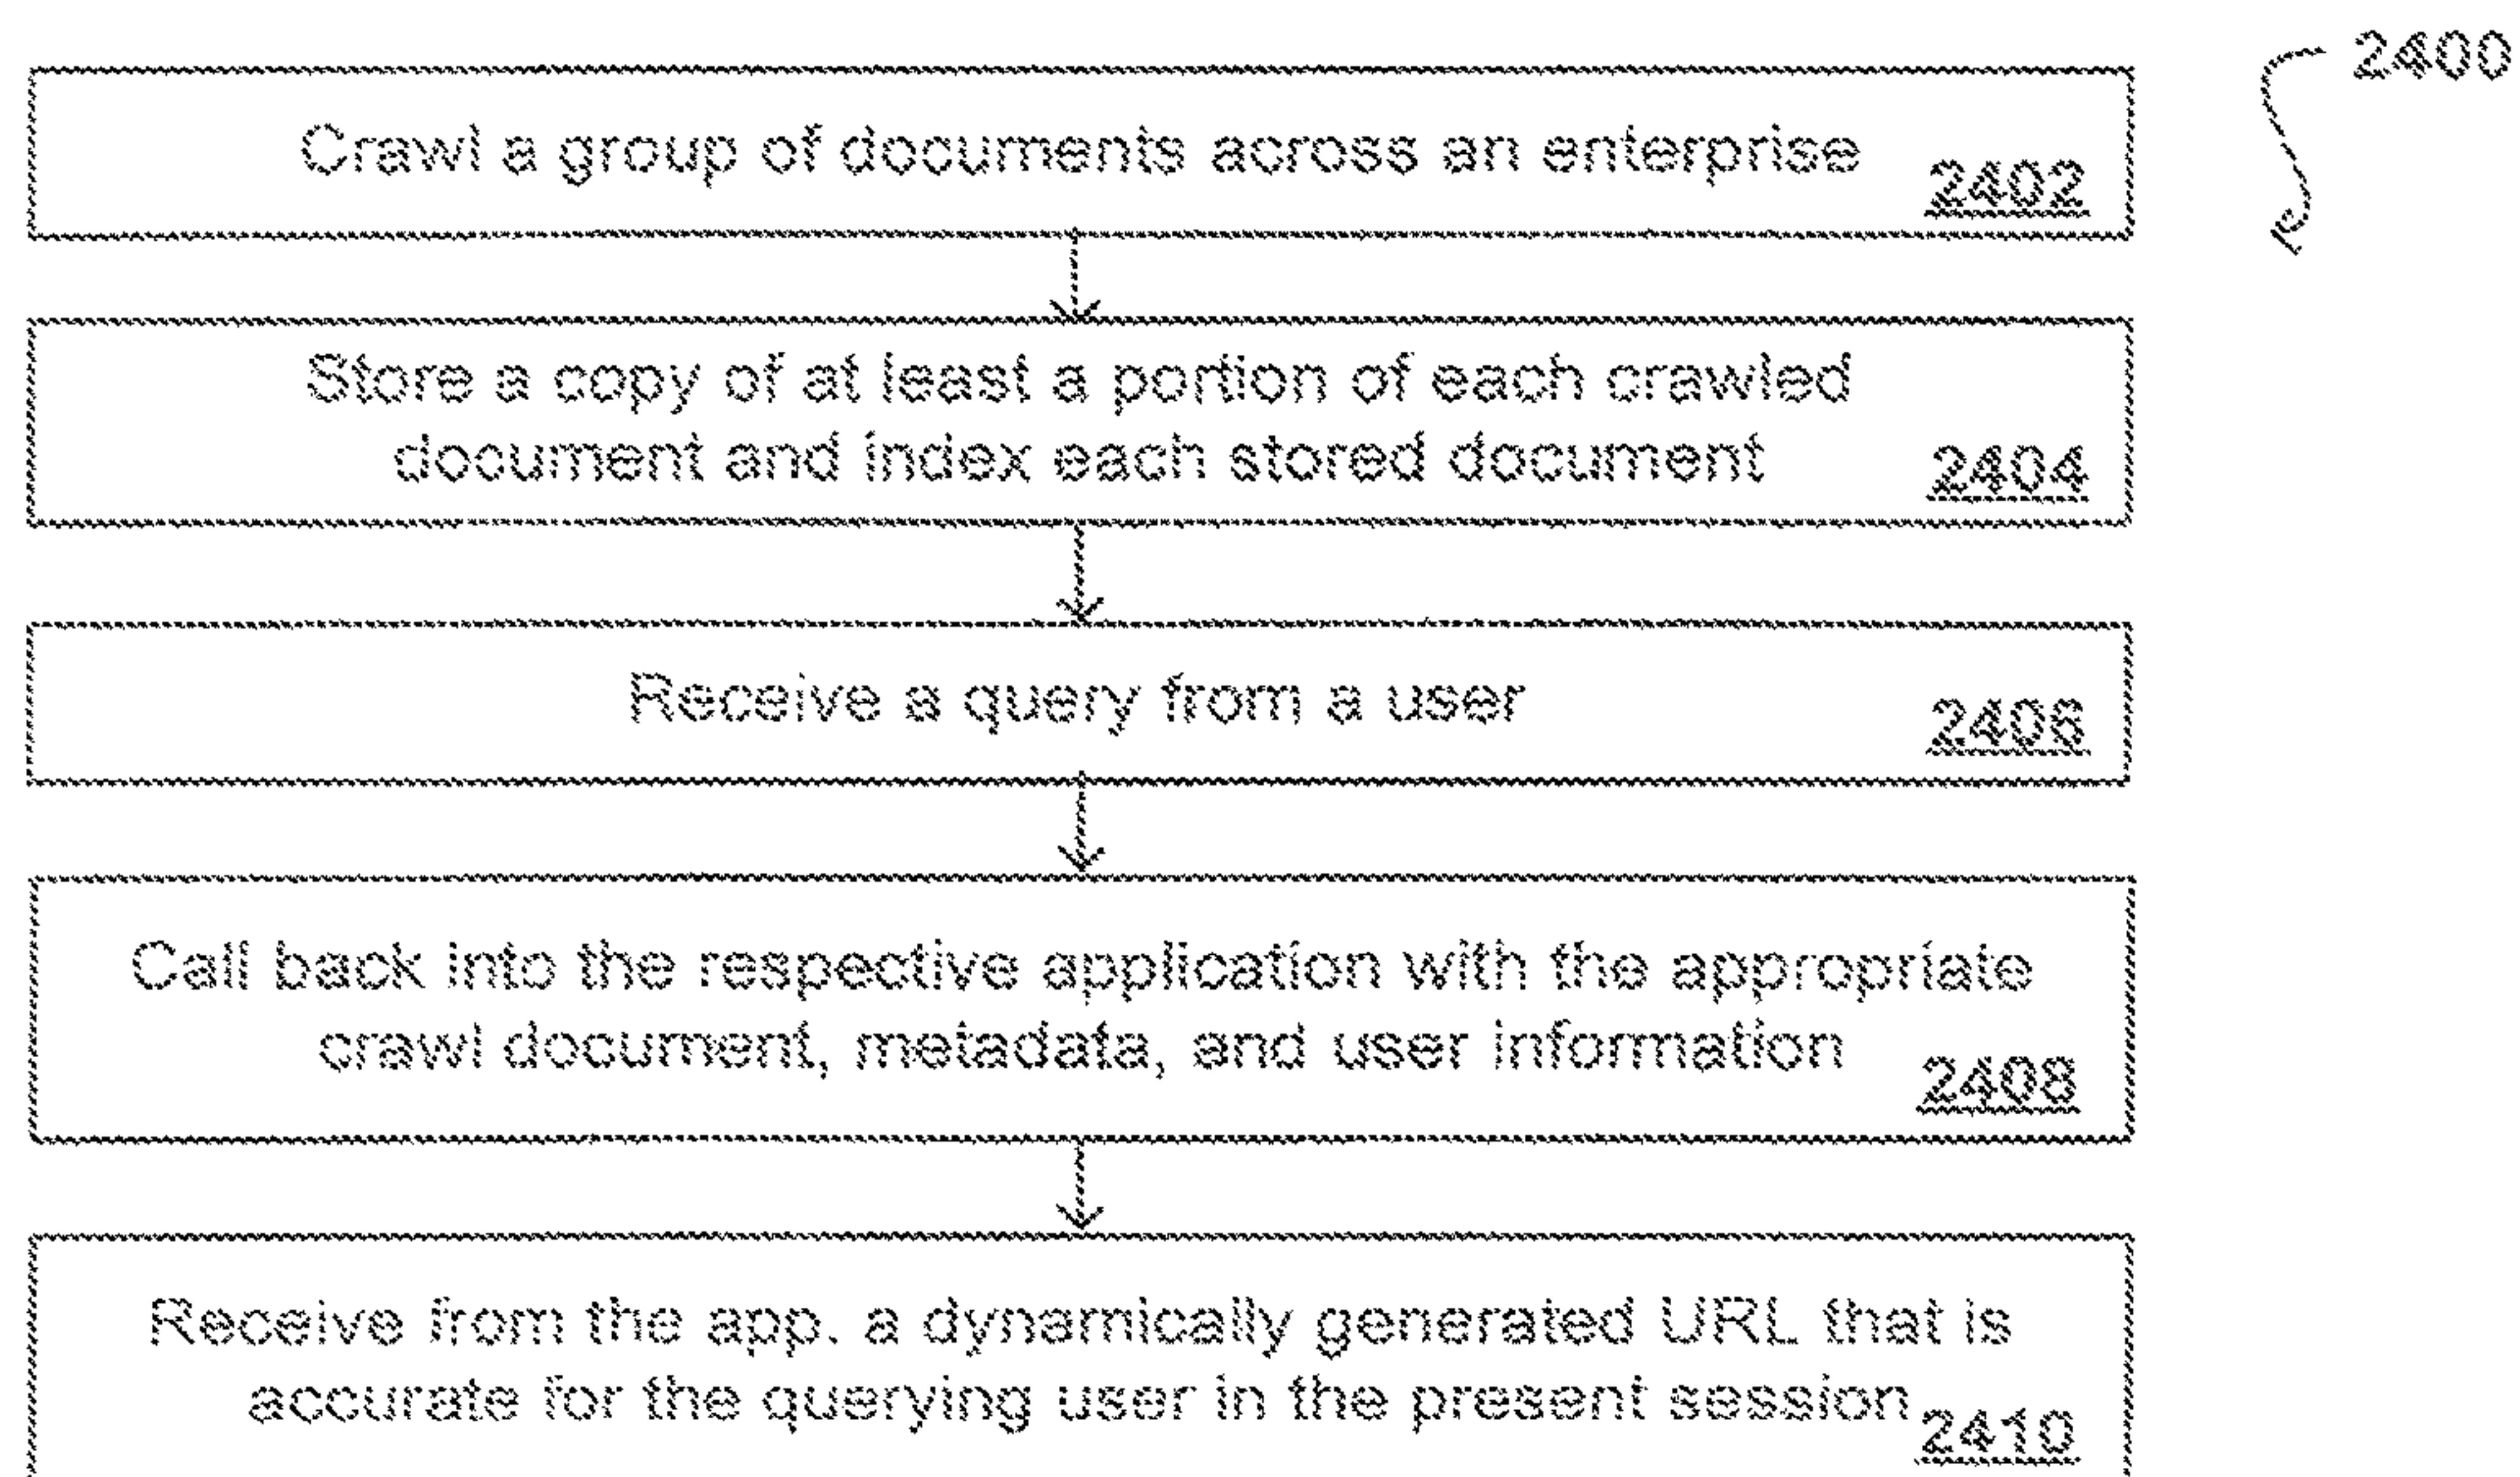 2400
Crawl a group of documents across an enterprise
2402
Store a copy of at least a portion of each crawled
document and index each stored document
2404
Receive a query from a user
2406
Call back into the respective application with the appropriate
crawl document, metadata, and user information
2408
Receive from the app. a dynamically generated URL that is
accurate for the querying user in the present session
2410